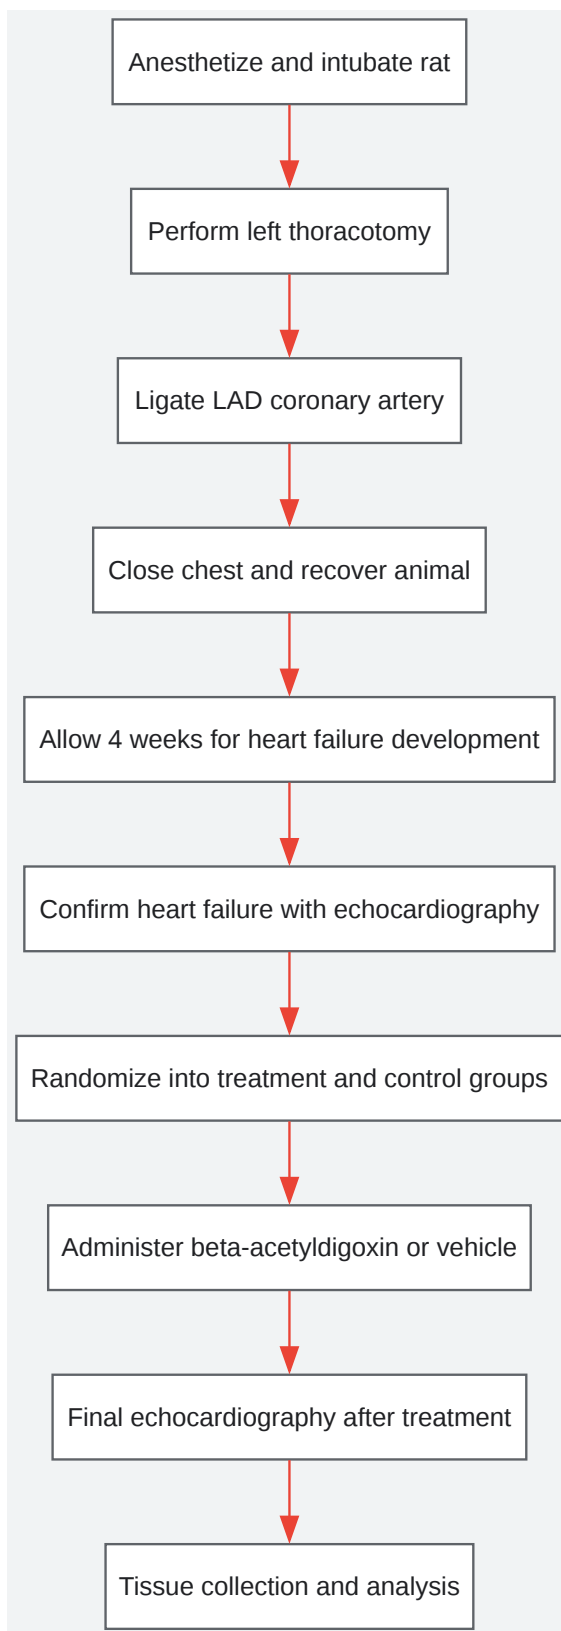 Anesthetize and intubate rat
Perform left thoracotomy
Ligate LAD coronary artery
Close chest and recover animal
Allow 4 weeks for heart failure development
Confirm heart failure with echocardiography
Randomize into treatment and control groups
Administer beta-acetyldigoxin or vehicle
Final echocardiography after treatment
Tissue collection and analysis